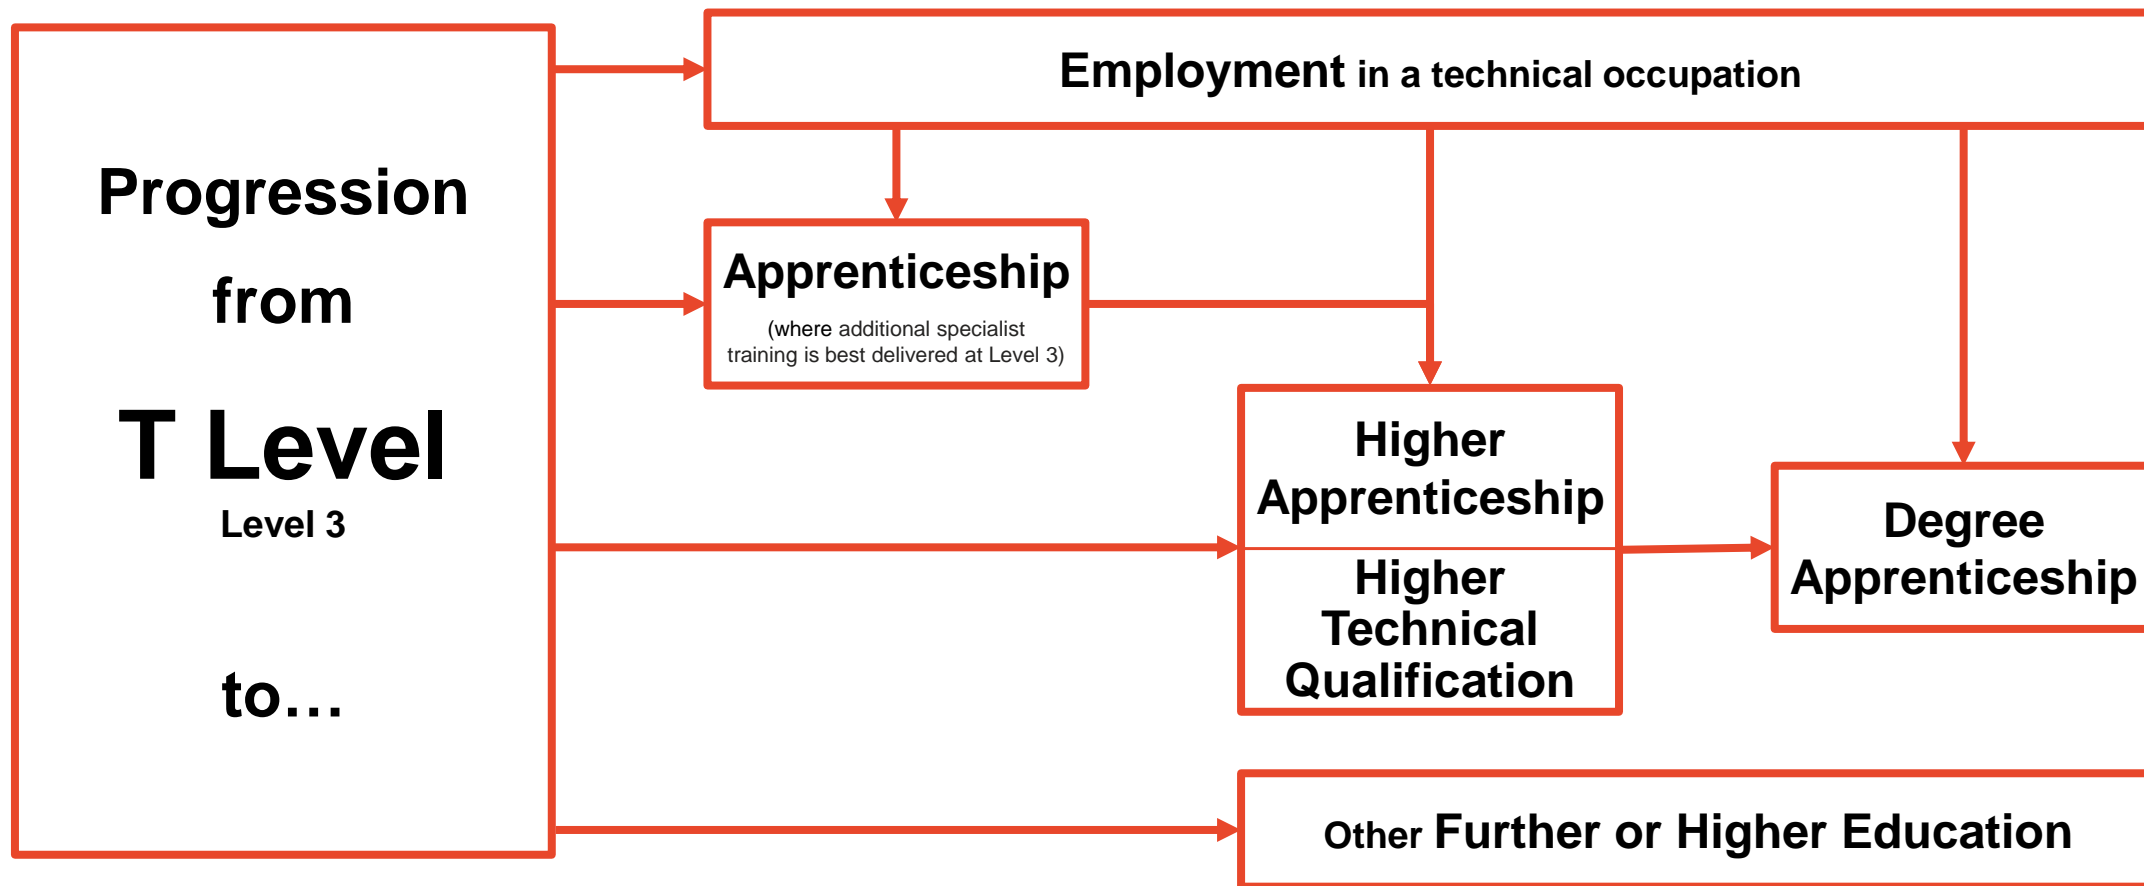 Progression
from
T Level
Level 3
to…
Employment in a technical occupation
Apprenticeship
(where additional specialist
training is best delivered at Level 3)
Higher
Apprenticeship
Higher
Technical
Qualification
Degree
Apprenticeship
Other Further or Higher Education